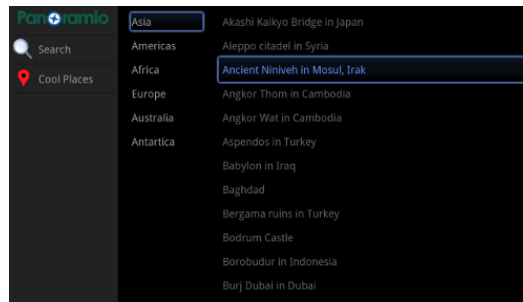 Panoramio
Search
Cool Places
Asia
Americas
Africa
Europe
Australia
Antartica
Akashi Kaikyo Bridge in Japan
Aleppo citadel in Syria
Ancient Niniveh in Mosul, Irak
Angkor Thom in Cambodia
Angkor Wat in Cambodia
Aspendos in Turkey
Babylon in Iraq
Baghdad
Bergama ruins in Turkey
Bodrum Castle
Borobudur in Indonesia
Burj Dubai in Dubai